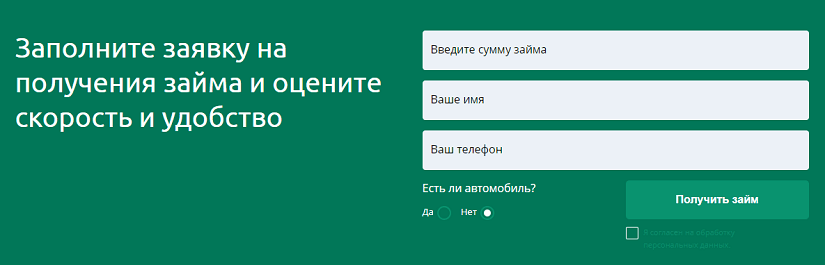 Заполните заявку на
получения займа и оцените
скорость и удобство
Введите сумму займа
Ваше имя
Ваш телефон
Есть ли автомобиль?
Да Нет
Получить займ
Я согласен на обработку
персональных данных